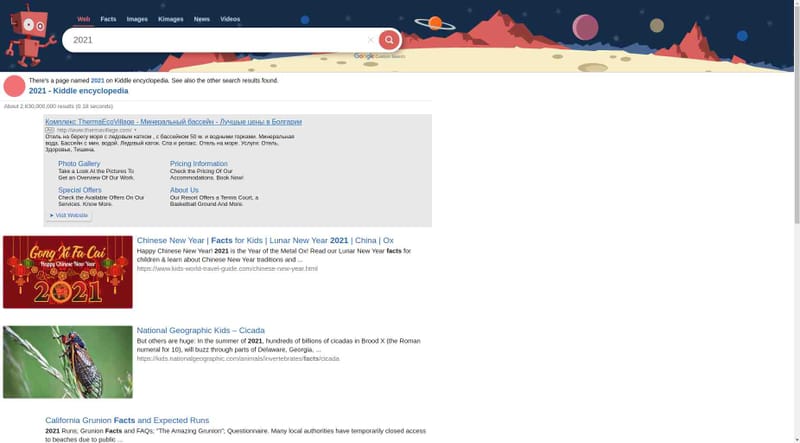 Web Facts Images Kimages News Videos
2021
Google Custom Search
There's a page named 2021 on Kiddle encyclopedia. See also the other search results found.
2021 - Kiddle encyclopedia
About 2,630,000,000 results (0.18 seconds)
Комплекс ThermaEcoVillage - Минеральный бассейн - Лучшие цены в Болгарии
Ad http://www.thermavillage.com/
Отель на берегу моря с ледовым катком , с бассейном 50 м. и водными горками. Минеральная
вода, Бассейн с мин. водой. Ледовый каток. Спа и релакс. Отель на море. Услуги: Отель,
Здоровье, Тишина.
Photo Gallery
Take a Look At the Pictures To
Get an Overview Of Our Work.
Pricing Information
Check the Pricing Of Our
Accommodations. Book Now!
Special Offers
Check the Available Offers On Our
Services. Know More.
About Us
Our Resort Offers a Tennis Court, a
Basketball Ground And More.
Visit Website
Gong Xi Fa Cai
Happy Chinese New Year
2021
Chinese New Year | Facts for Kids | Lunar New Year 2021 | China | Ox
Happy Chinese New Year! 2021 is the Year of the Metal Ox! Read our Lunar New Year facts for
children & learn about Chinese New Year traditions and ...
https://www.kids-world-travel-guide.com/chinese-new-year.html
National Geographic Kids – Cicada
But others are huge: In the summer of 2021, hundreds of billions of cicadas in Brood X (the Roman
numeral for 10), will buzz through parts of Delaware, Georgia, ...
https://kids.nationalgeographic.com/animals/invertebrates/facts/cicada
California Grunion Facts and Expected Runs
2021 Runs; Grunion Facts and FAQs; "The Amazing Grunion"; Questionnaire. Many local authorities have temporarily closed access
to beaches due to public ...